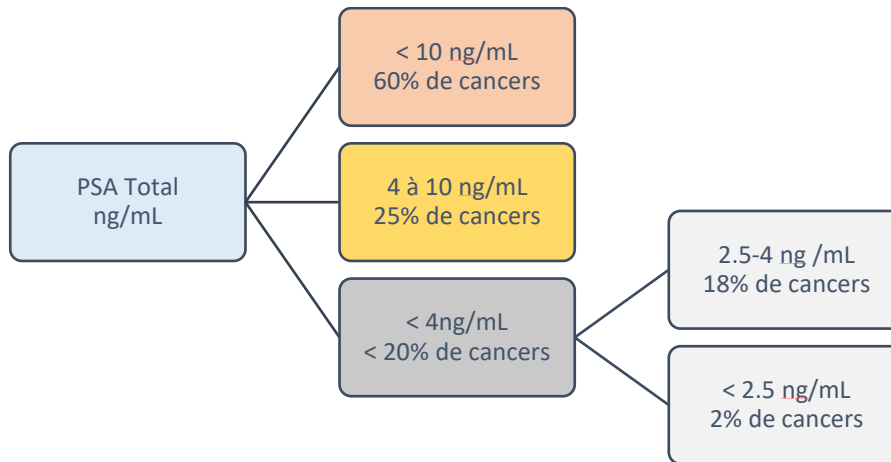 < 10 ng/mL
60% de cancers
PSA Total
ng/mL
4 à 10 ng/mL
25% de cancers
< 4ng/mL
< 20% de cancers
2.5-4 ng /mL
18% de cancers
< 2.5 ng/mL
2% de cancers